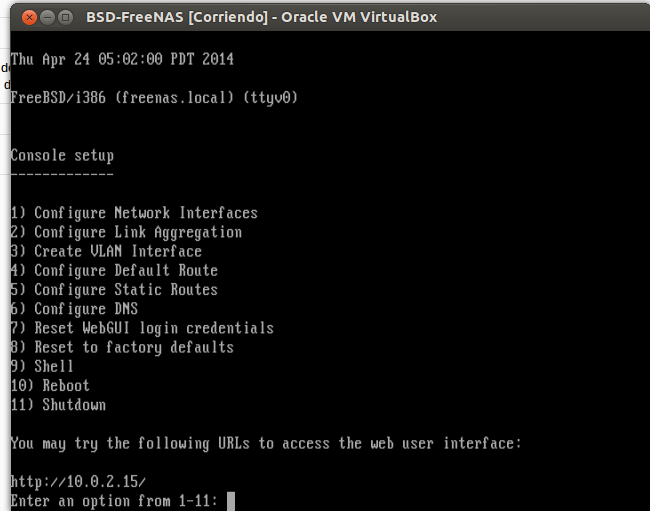 BSD-FreeNAS [Corriendo] - Oracle VM VirtualBox
Thu Apr 24 05:02:00 PDT 2014
FreeBSD/i386 (freenas.local) (ttyv0)
Console setup
-------------
1) Configure Network Interfaces
2) Configure Link Aggregation
3) Create VLAN Interface
4) Configure Default Route
5) Configure Static Routes
6) Configure DNS
7) Reset WebGUI login credentials
8) Reset to factory defaults
9) Shell
10) Reboot
11) Shutdown
You may try the following URLs to access the web user interface:
http://10.0.2.15/
Enter an option from 1-11: